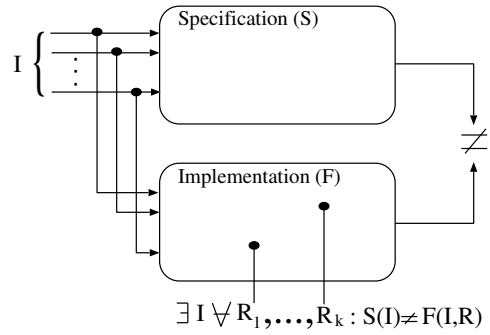 Specification (S)
I
Implementation (F)
∃ I ∀ R₁,...,Rₖ : S(I)≠F(I,R)